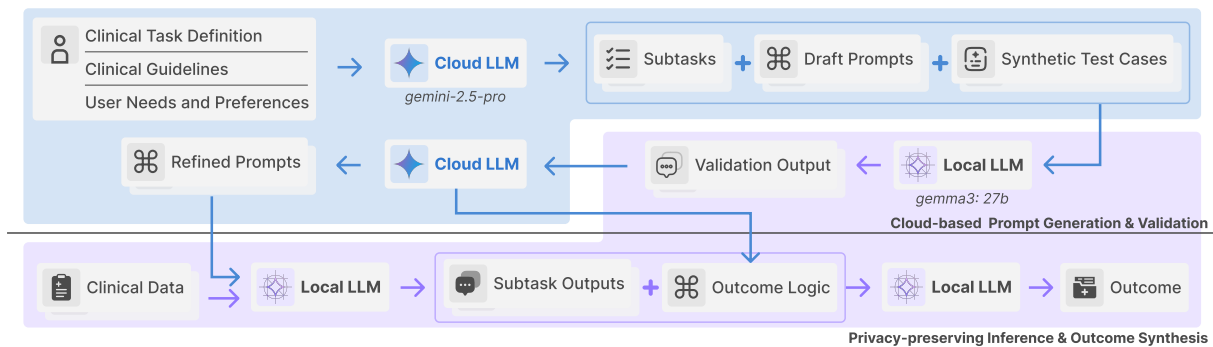 Clinical Task Definition
Clinical Guidelines
User Needs and Preferences
Cloud LLM
gemini-2.5-pro
Subtasks
Draft Prompts
Synthetic Test Cases
Refined Prompts
Cloud LLM
Validation Output
Local LLM
gemma3: 27b
Cloud-based Prompt Generation & Validation
Clinical Data
Local LLM
Subtask Outputs
Outcome Logic
Local LLM
Outcome
Privacy-preserving Inference & Outcome Synthesis